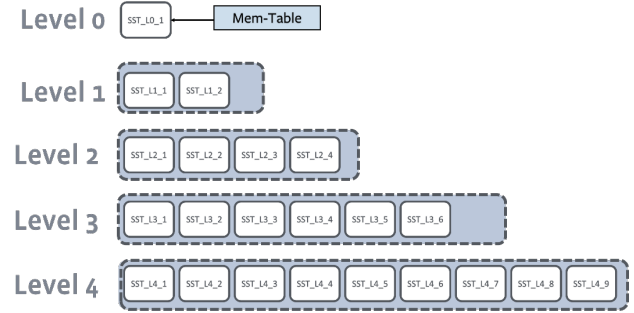 Level 0 SST_L0_1 Mem-Table
Level 1 SST_L1_1 SST_L1_2
Level 2 SST_L2_1 SST_L2_2 SST_L2_3 SST_L2_4
Level 3 SST_L3_1 SST_L3_2 SST_L3_3 SST_L3_4 SST_L3_5 SST_L3_6
Level 4 SST_L4_1 SST_L4_2 SST_L4_3 SST_L4_4 SST_L4_5 SST_L4_6 SST_L4_7 SST_L4_8 SST_L4_9